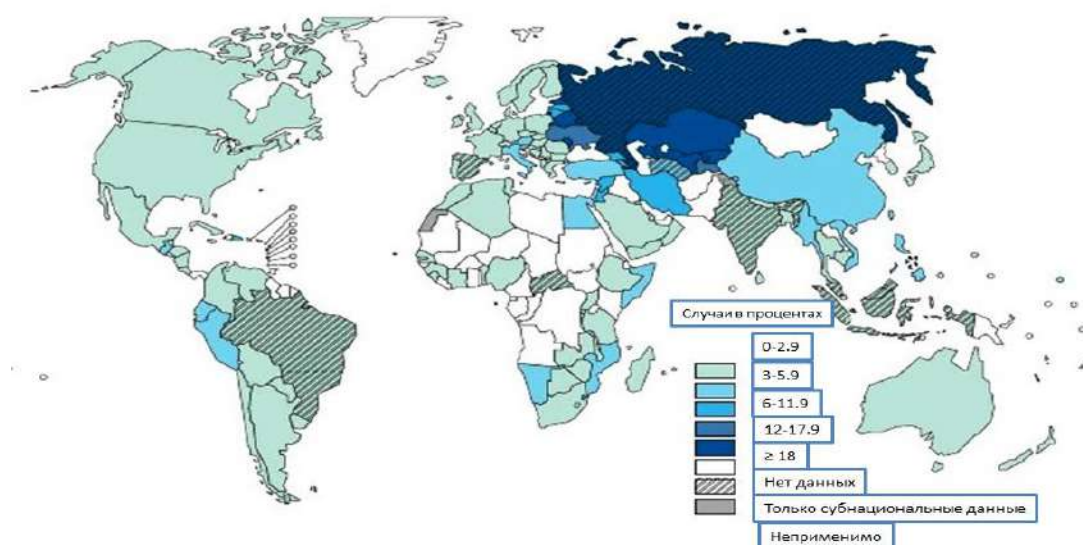 Случаи в процентах
0-2.9
3-5.9
6-11.9
12-17.9
≥ 18
Нет данных
Только субнациональные данные
Неприменимо